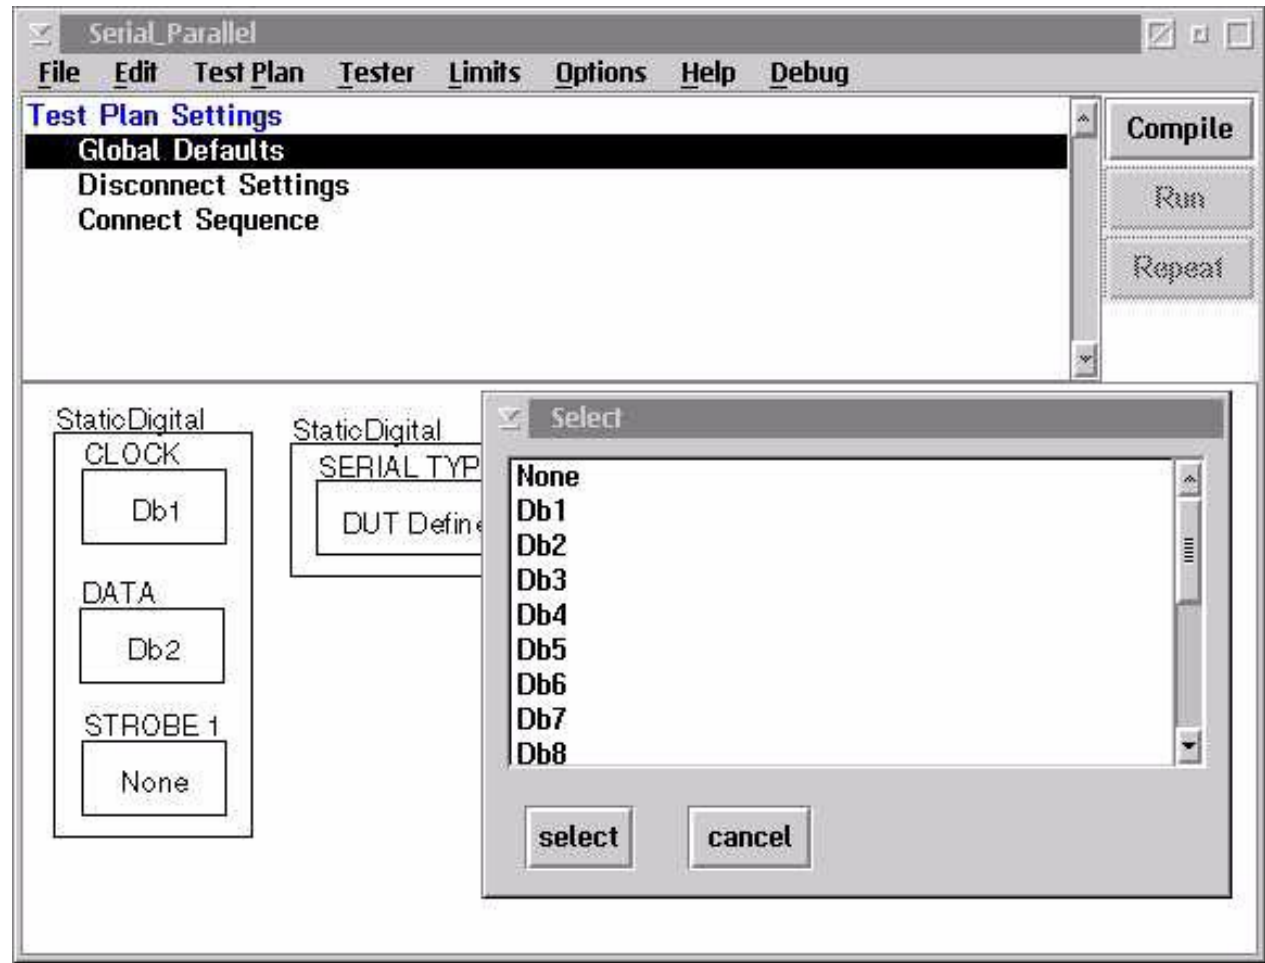 Serial_Parallel
File Edit Test Plan Tester Limits Options Help Debug
Test Plan Settings
Global Defaults
Disconnect Settings
Connect Sequence
Compile
Run
Repeat
StaticDigital
CLOCK
Db1
DATA
Db2
STROBE 1
None
StaticDigital
SERIAL TYP
DUT Define
Select
None
Db1
Db2
Db3
Db4
Db5
Db6
Db7
Db8
select cancel